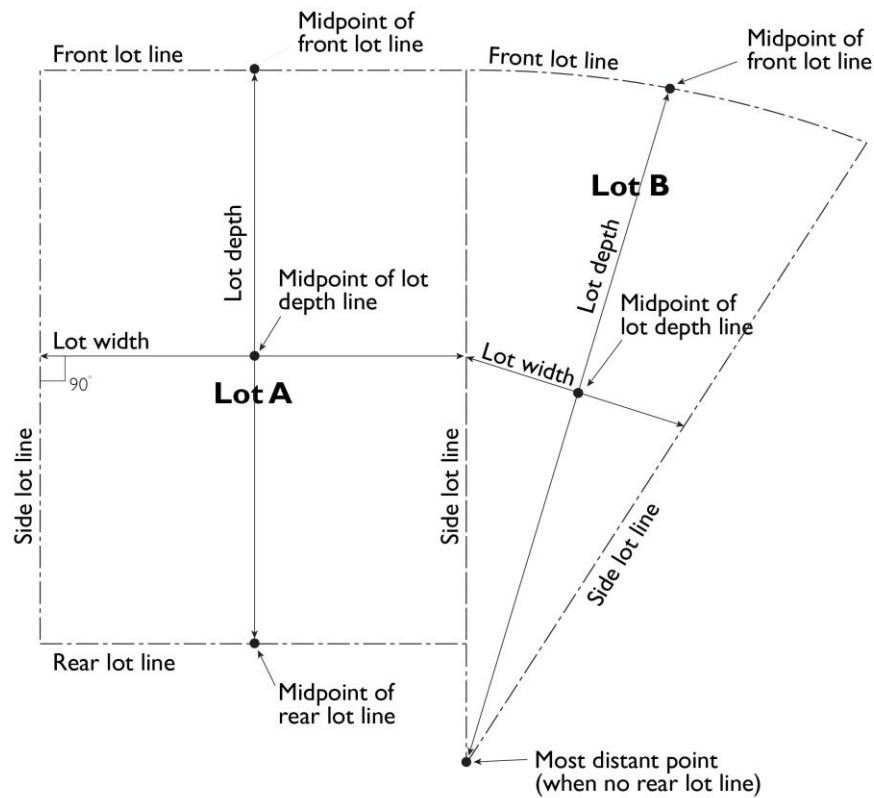 Midpoint of
front lot line
Front lot line
Front lot line
Midpoint of
front lot line
Lot B
Lot depth
Lot depth
Midpoint of lot
depth line
Midpoint of
lot depth line
Lot width
Lot width
90°
Lot A
Side lot line
Side lot line
Side lot line
Rear lot line
Midpoint of
rear lot line
Most distant point
(when no rear lot line)